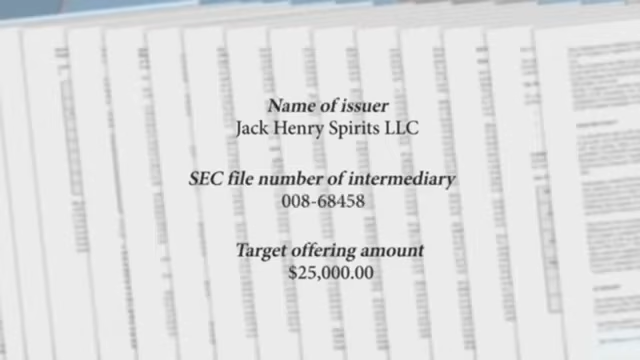 Name of issuer
Jack Henry Spirits LLC
SEC file number of intermediary
008-68458
Target offering amount
$25,000.00